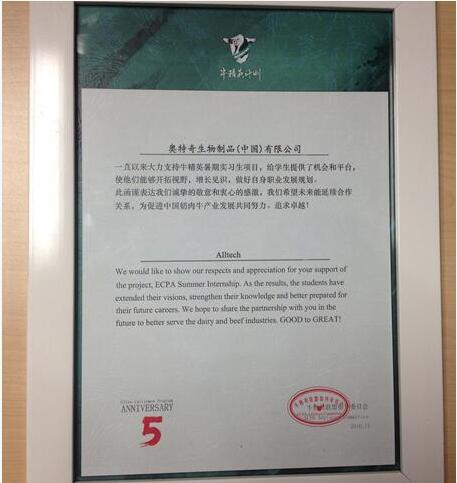 牛精英计划
奥特奇生物制品(中国)有限公司
一直以来大力支持牛精英暑期实习生项目，给学生提供了机会和平台，
使他们能够开拓视野，增长见识，做好自身职业发展规划。
此函谨表达我们诚挚的敬意和衷心的感激，我们希望未来能延续合作
关系，为促进中国奶肉牛产业发展共同努力。追求卓越！
Alltech
We would like to show our respects and appreciation for your support of
the project, ECPA Summer Internship. As the results, the students have
extended their visions, strengthen their knowledge and better prepared for
their future careers. We hope to share the partnership with you in the
future to better serve the dairy and beef industries. GOOD to GREAT!
ANNIVERSARY
5